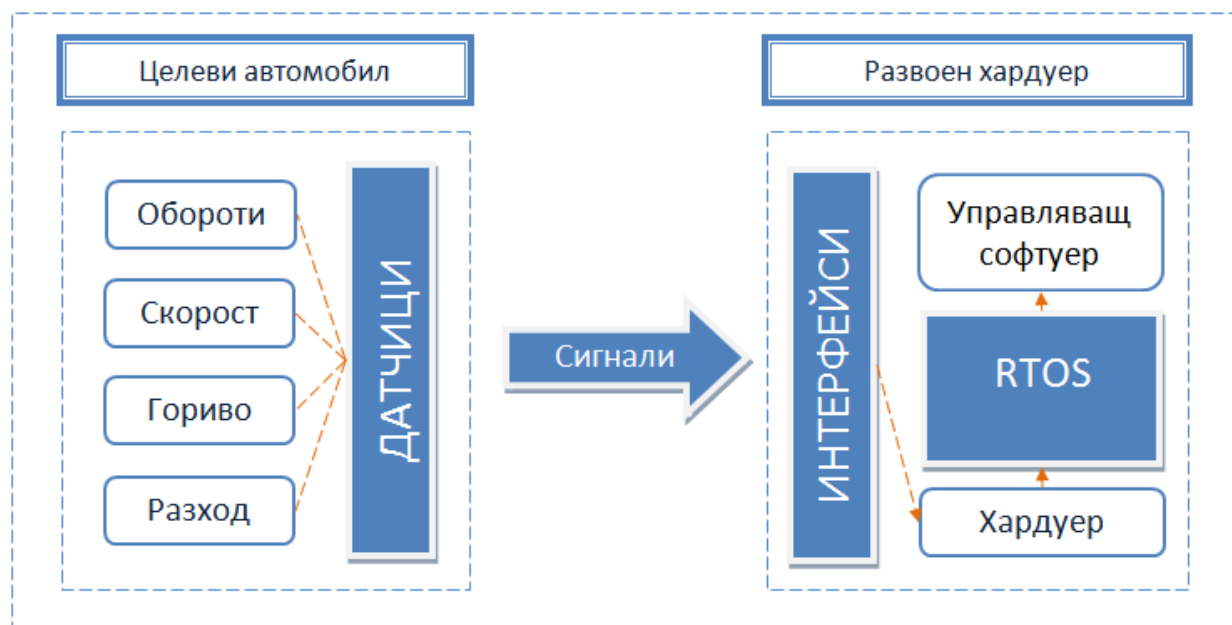 Целеви автомобил
Обороти
Скорост
Гориво
Разход
ДАТЧИЦИ
Сигнали
Развоен хардуер
ИНТЕРФЕЙСИ
Управляващ
софтуер
RTOS
Хардуер